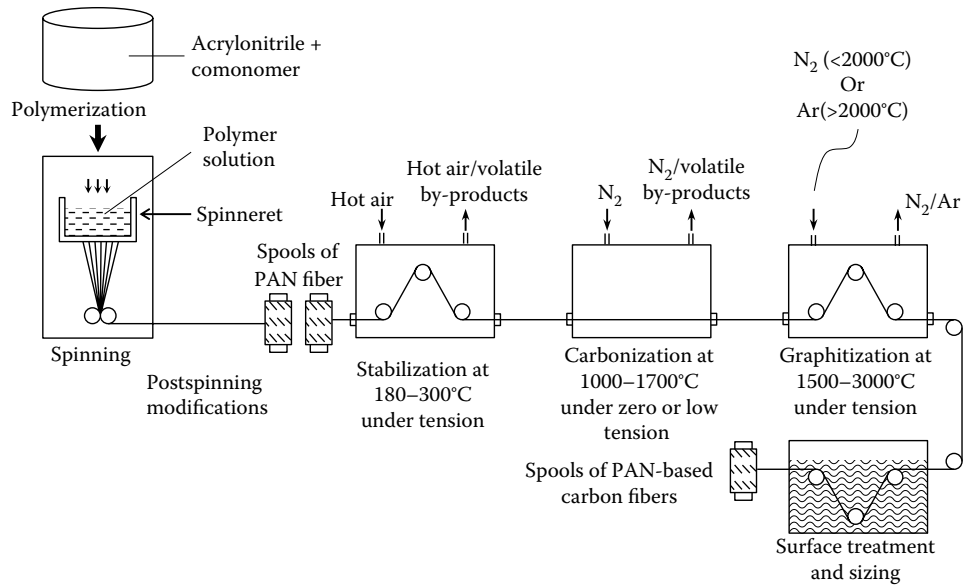 Acrylonitrile +
comonomer
Polymerization
Polymer
solution
Spinneret
Spinning
Postspinning
modifications
Spools of
PAN fiber
Hot air
Hot air/volatile
by-products
Stabilization at
180–300°C
under tension
N₂
N₂/volatile
by-products
Carbonization at
1000–1700°C
under zero or low
tension
N₂ (<2000°C)
Or
Ar(>2000°C)
N₂/Ar
Graphitization at
1500–3000°C
under tension
Spools of PAN-based
carbon fibers
Surface treatment
and sizing